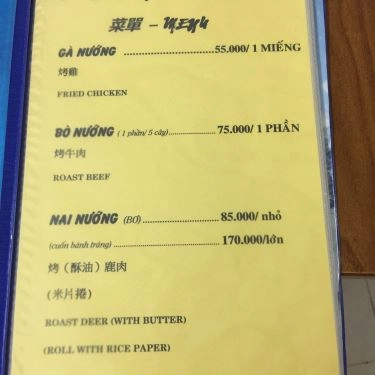 菜單 - MENU
GÀ NƯỚNG ..................... 55.000/ 1 MIẾNG
烤雞
FRIED CHICKEN
BÒ NƯỚNG ( 1 phần/ 5 cây) ............... 75.000/ 1 PHẦN
烤牛肉
ROAST BEEF
NAI NƯỚNG (BƠ) ..................... 85.000/ nhỏ
(cuốn bánh tráng) ..................... 170.000/lớn
烤（酥油）鹿肉
(米片捲)
ROAST DEER (WITH BUTTER)
(ROLL WITH RICE PAPER)